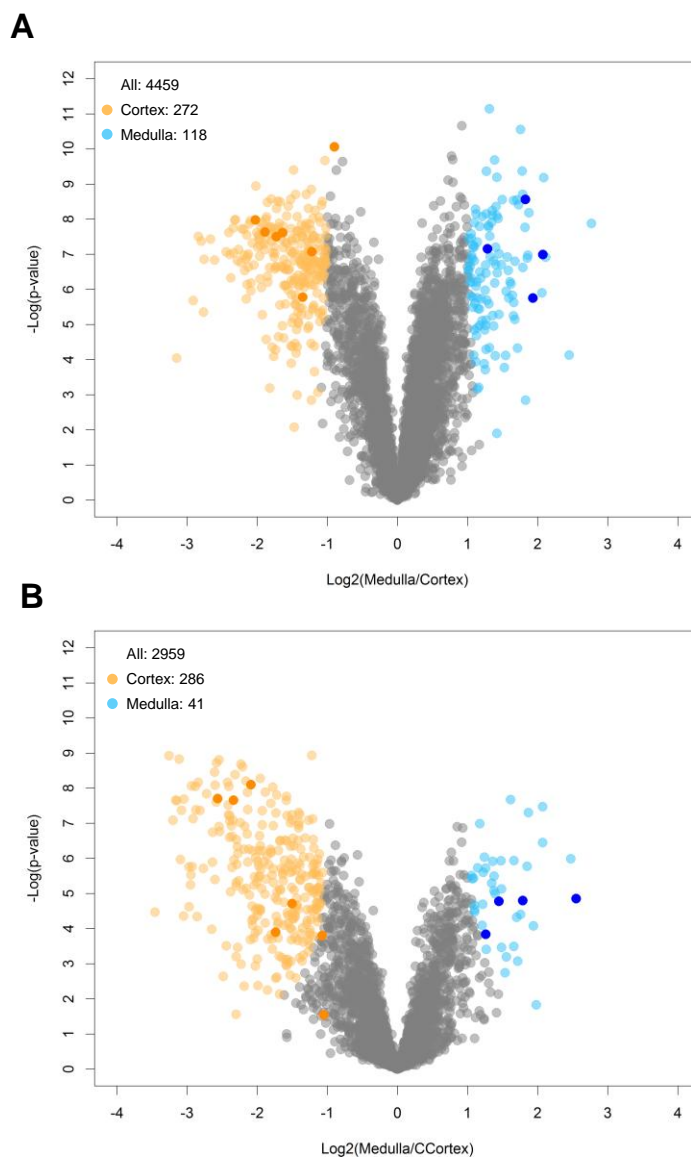 A
12
11
10
9
8
7
6
5
4
3
2
1
0
-Log(p-value)
All: 4459
Cortex: 272
Medulla: 118
-4 -3 -2 -1 0 1 2 3 4
Log2(Medulla/Cortex)
B
12
11
10
9
8
7
6
5
4
3
2
1
0
-Log(p-value)
All: 2959
Cortex: 286
Medulla: 41
-4 -3 -2 -1 0 1 2 3 4
Log2(Medulla/CCortex)